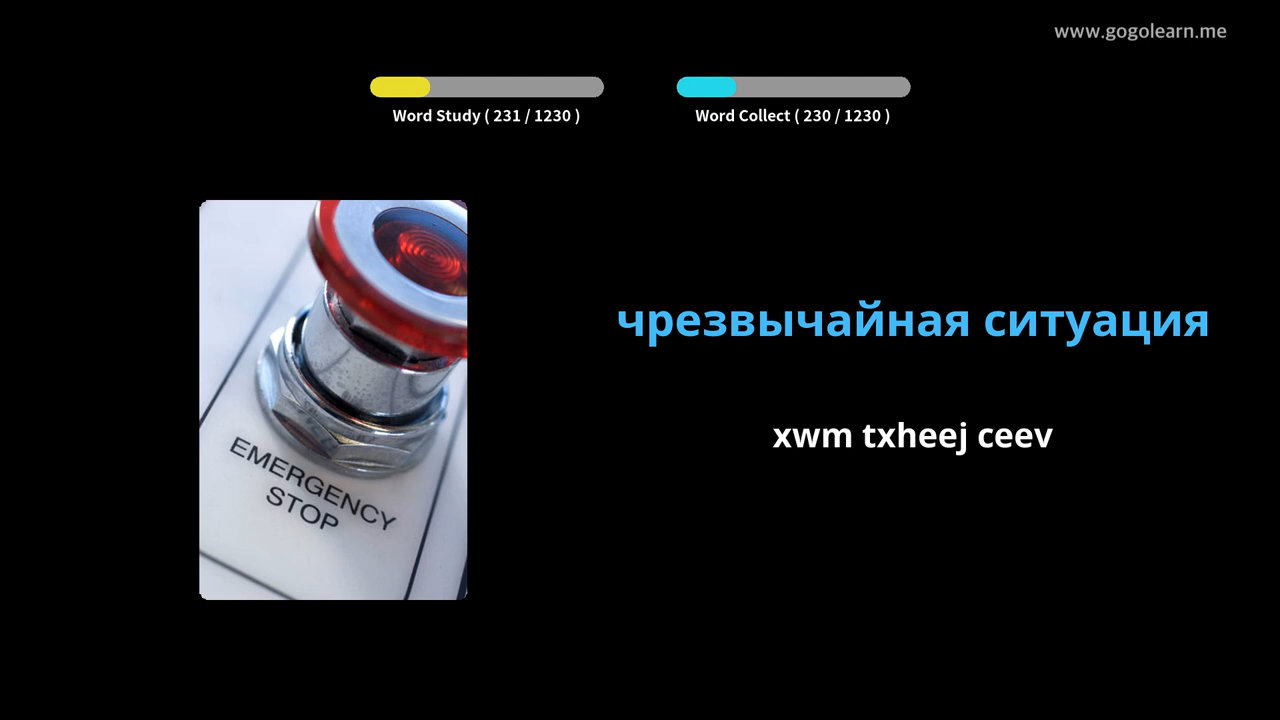 www.gogolearn.me
Word Study ( 231 / 1230 )
Word Collect ( 230 / 1230 )
чрезвычайная ситуация
xwm txheej ceev
EMERGENCY
STOP